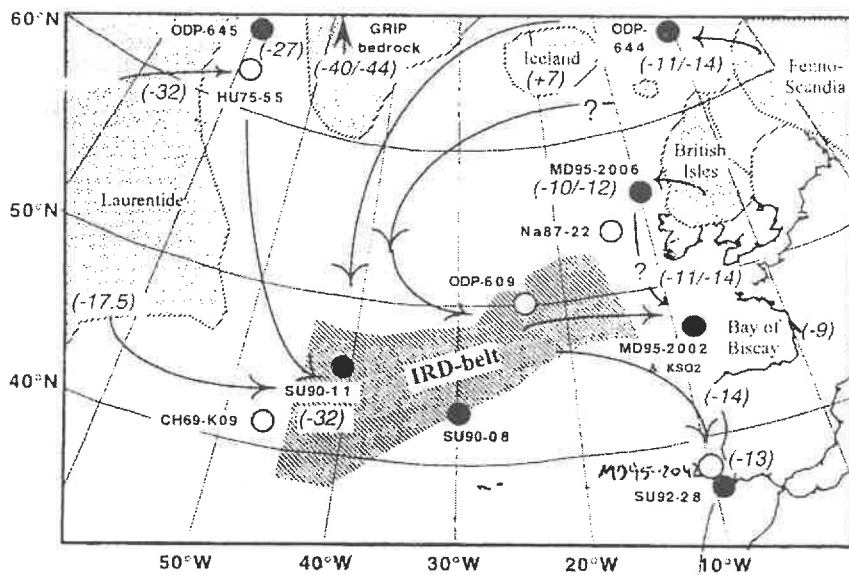 60°N
ODP-645
(-27)
GRIP
bedrock
(-40/-44)
Iceland
(+7)
ODP-
644
(-11/-14)
Fenno-
Scandia
(-32)
HU75-55
?
British
Isles
MD95-2006
(-10/-12)
Laurentide
50°N
Na87-22
?
(-11/-14)
ODP-609
(-17.5)
Bay of
Biscay
(-9)
MD95-2002
& KS02
IRD-belt
40°N
SU90-11
(-32)
(-14)
CH69-K09
SU90-08
MD95-204
(-13)
SU92-28
50°W
40°W
30°W
20°W
10°W